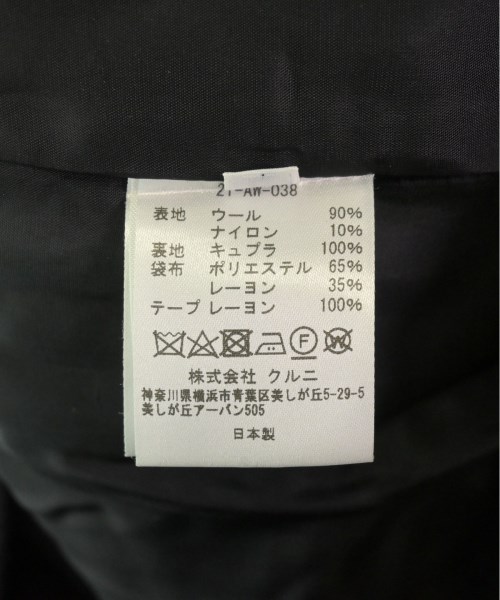 21-AW-038
表地 ウール 90%
ナイロン 10%
裏地 キュプラ 100%
袋布 ポリエステル 65%
レーヨン 35%
テープ レーヨン 100%
F W
株式会社 クルニ
神奈川県横浜市青葉区美しが丘5-29-5
美しが丘アーバン505
日本製